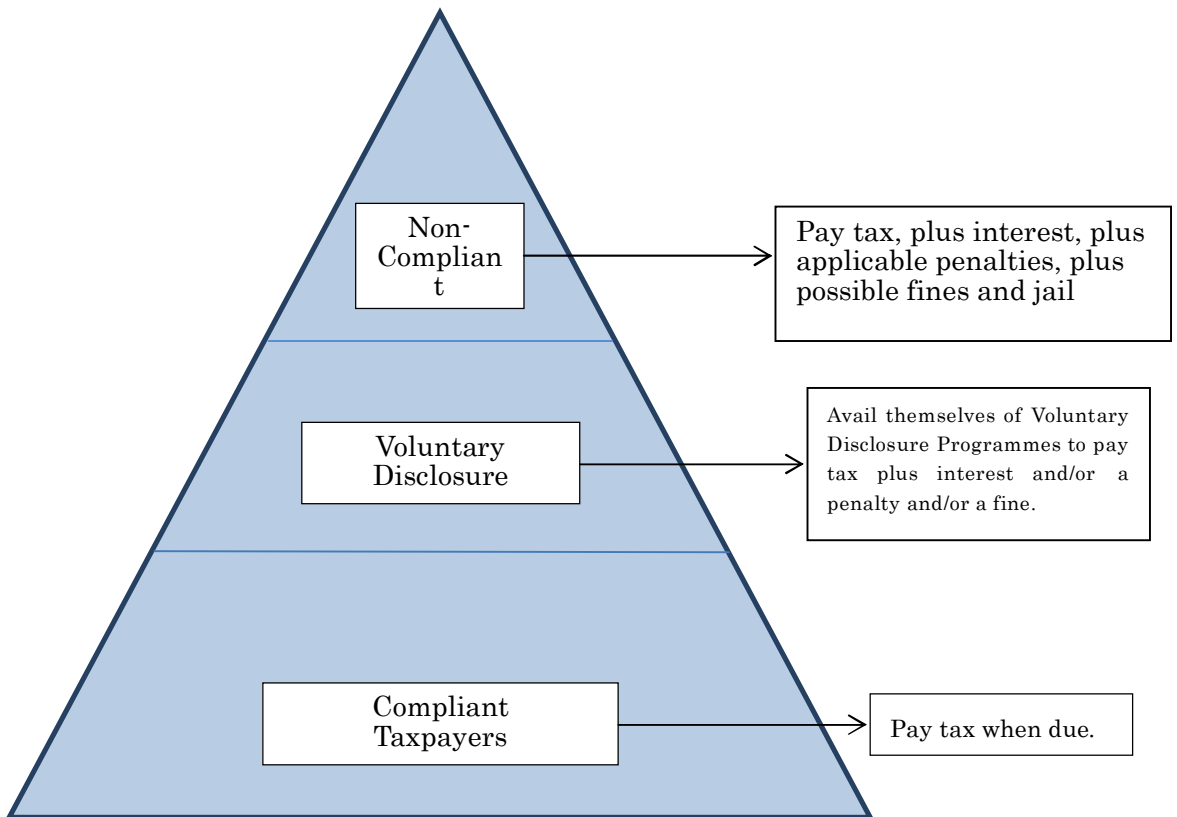 Non-
Complian
t
Pay tax, plus interest, plus
applicable penalties, plus
possible fines and jail
Voluntary
Disclosure
Avail themselves of Voluntary
Disclosure Programmes to pay
tax plus interest and/or a
penalty and/or a fine.
Compliant
Taxpayers
Pay tax when due.